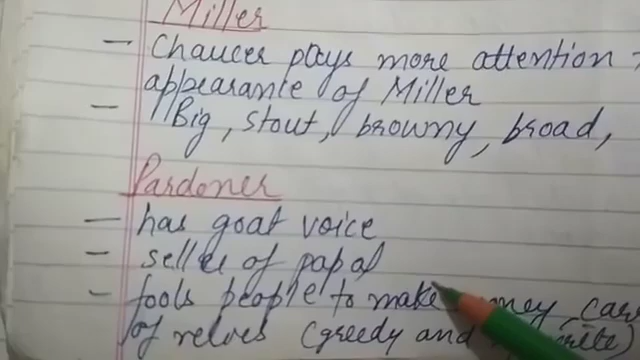 Miller
- Chaucer pays more attention
appearance of Miller
- Big, stout, browny, broad,
Pardoner
- has goat voice
- seller of papal
- fools people to make
of relics (greedy and